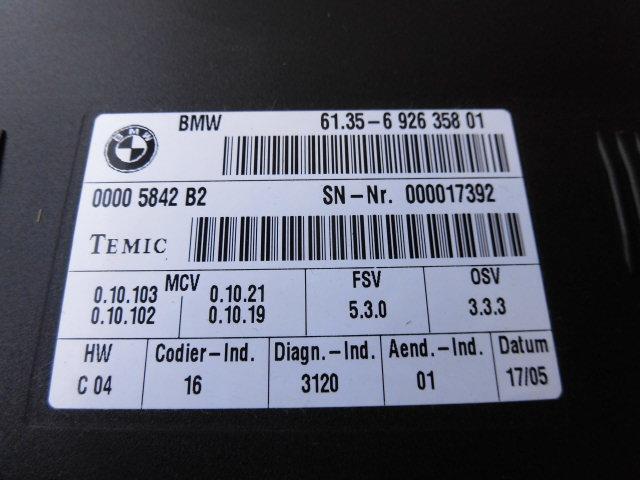 BMW
BMW 61.35-6 926 358 01
0000 5842 B2 SN-Nr. 000017392
TEMIC
MCV FSV OSV
0.10.103 0.10.21 5.3.0 3.3.3
0.10.102 0.10.19
HW Codier-Ind. Diagn.-Ind. Aend.-Ind. Datum
C 04 16 3120 01 17/05